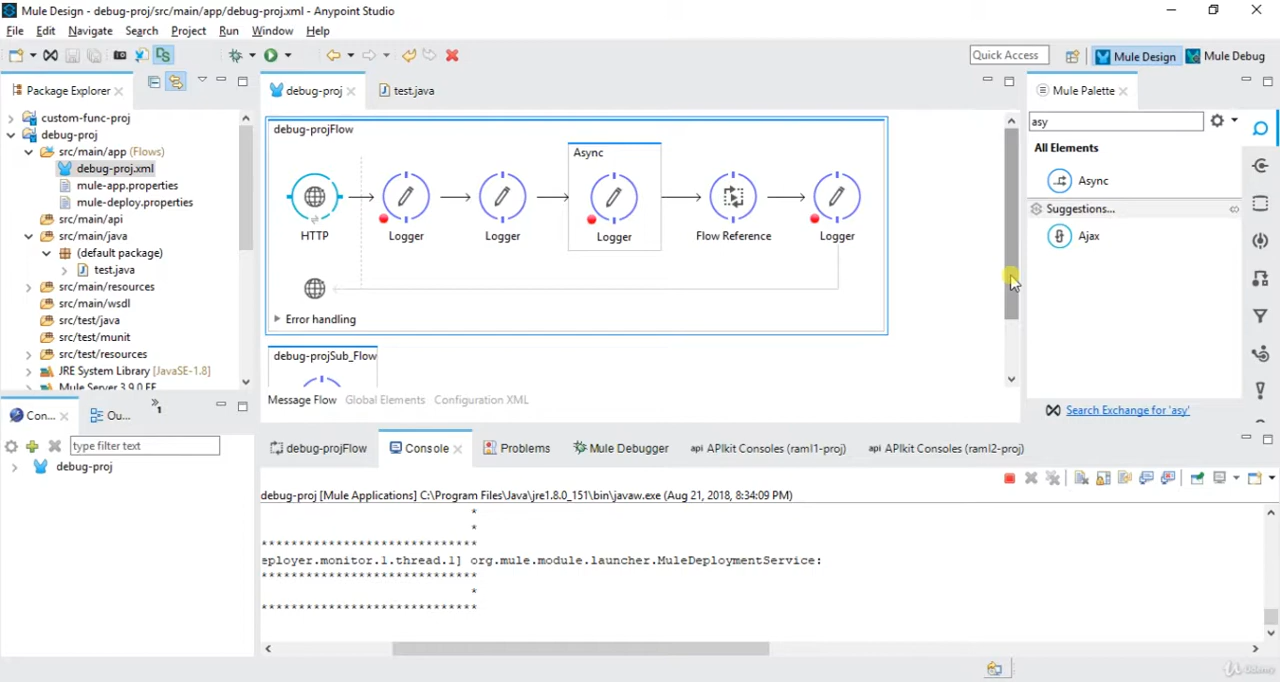 Mule Design - debug-proj/src/main/app/debug-proj.xml - Anypoint Studio
File Edit Navigate Search Project Run Window Help
Quick Access
Mule Design
Mule Debug
Package Explorer
custom-func-proj
debug-proj
src/main/app (Flows)
debug-proj.xml
mule-app.properties
mule-deploy.properties
src/main/api
src/main/java
(default package)
test.java
src/main/resources
src/main/wsdl
src/test/java
src/test/munit
src/test/resources
JRE System Library [JavaSE-1.8]
Mule Server 3.9.0 EE
debug-proj
test.java
debug-projFlow
Async
HTTP
Logger
Logger
Logger
Flow Reference
Logger
Error handling
debug-projSub_Flow
Message Flow Global Elements Configuration XML
Mule Palette
asy
All Elements
Async
Suggestions...
Ajax
Search Exchange for 'asy'
Con...
Ou...
1
type filter text
debug-proj
debug-projFlow
Console
Problems
Mule Debugger
api APIkit Consoles (raml1-proj)
api APIkit Consoles (raml2-proj)
debug-proj [Mule Applications] C:\Program Files\Java\jre1.8.0_151\bin\javaw.exe (Aug 21, 2018, 8:34:09 PM)
*
*
*******************************
eployer.monitor.1.thread.1] org.mule.module.launcher.MuleDeploymentService:
*******************************
*
*******************************
Udemy